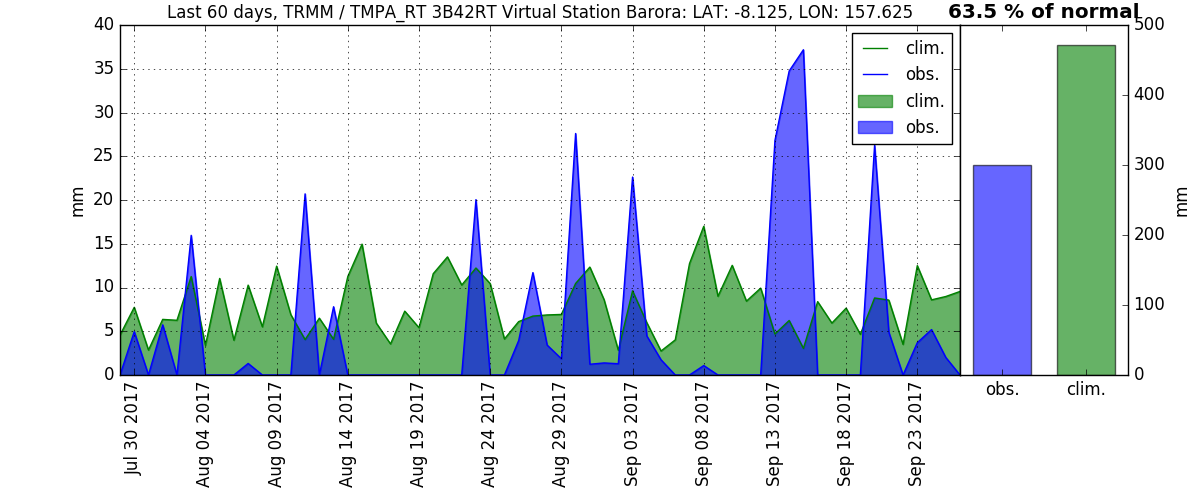 Last 60 days, TRMM / TMPA_RT 3B42RT Virtual Station Barora: LAT: -8.125, LON: 157.625
63.5 % of normal
40
35
30
25
20
15
10
5
0
mm
clim.
obs.
clim.
obs.
500
400
300
200
100
0
mm
obs.
clim.
Jul 30 2017
Aug 04 2017
Aug 09 2017
Aug 14 2017
Aug 19 2017
Aug 24 2017
Aug 29 2017
Sep 03 2017
Sep 08 2017
Sep 13 2017
Sep 18 2017
Sep 23 2017